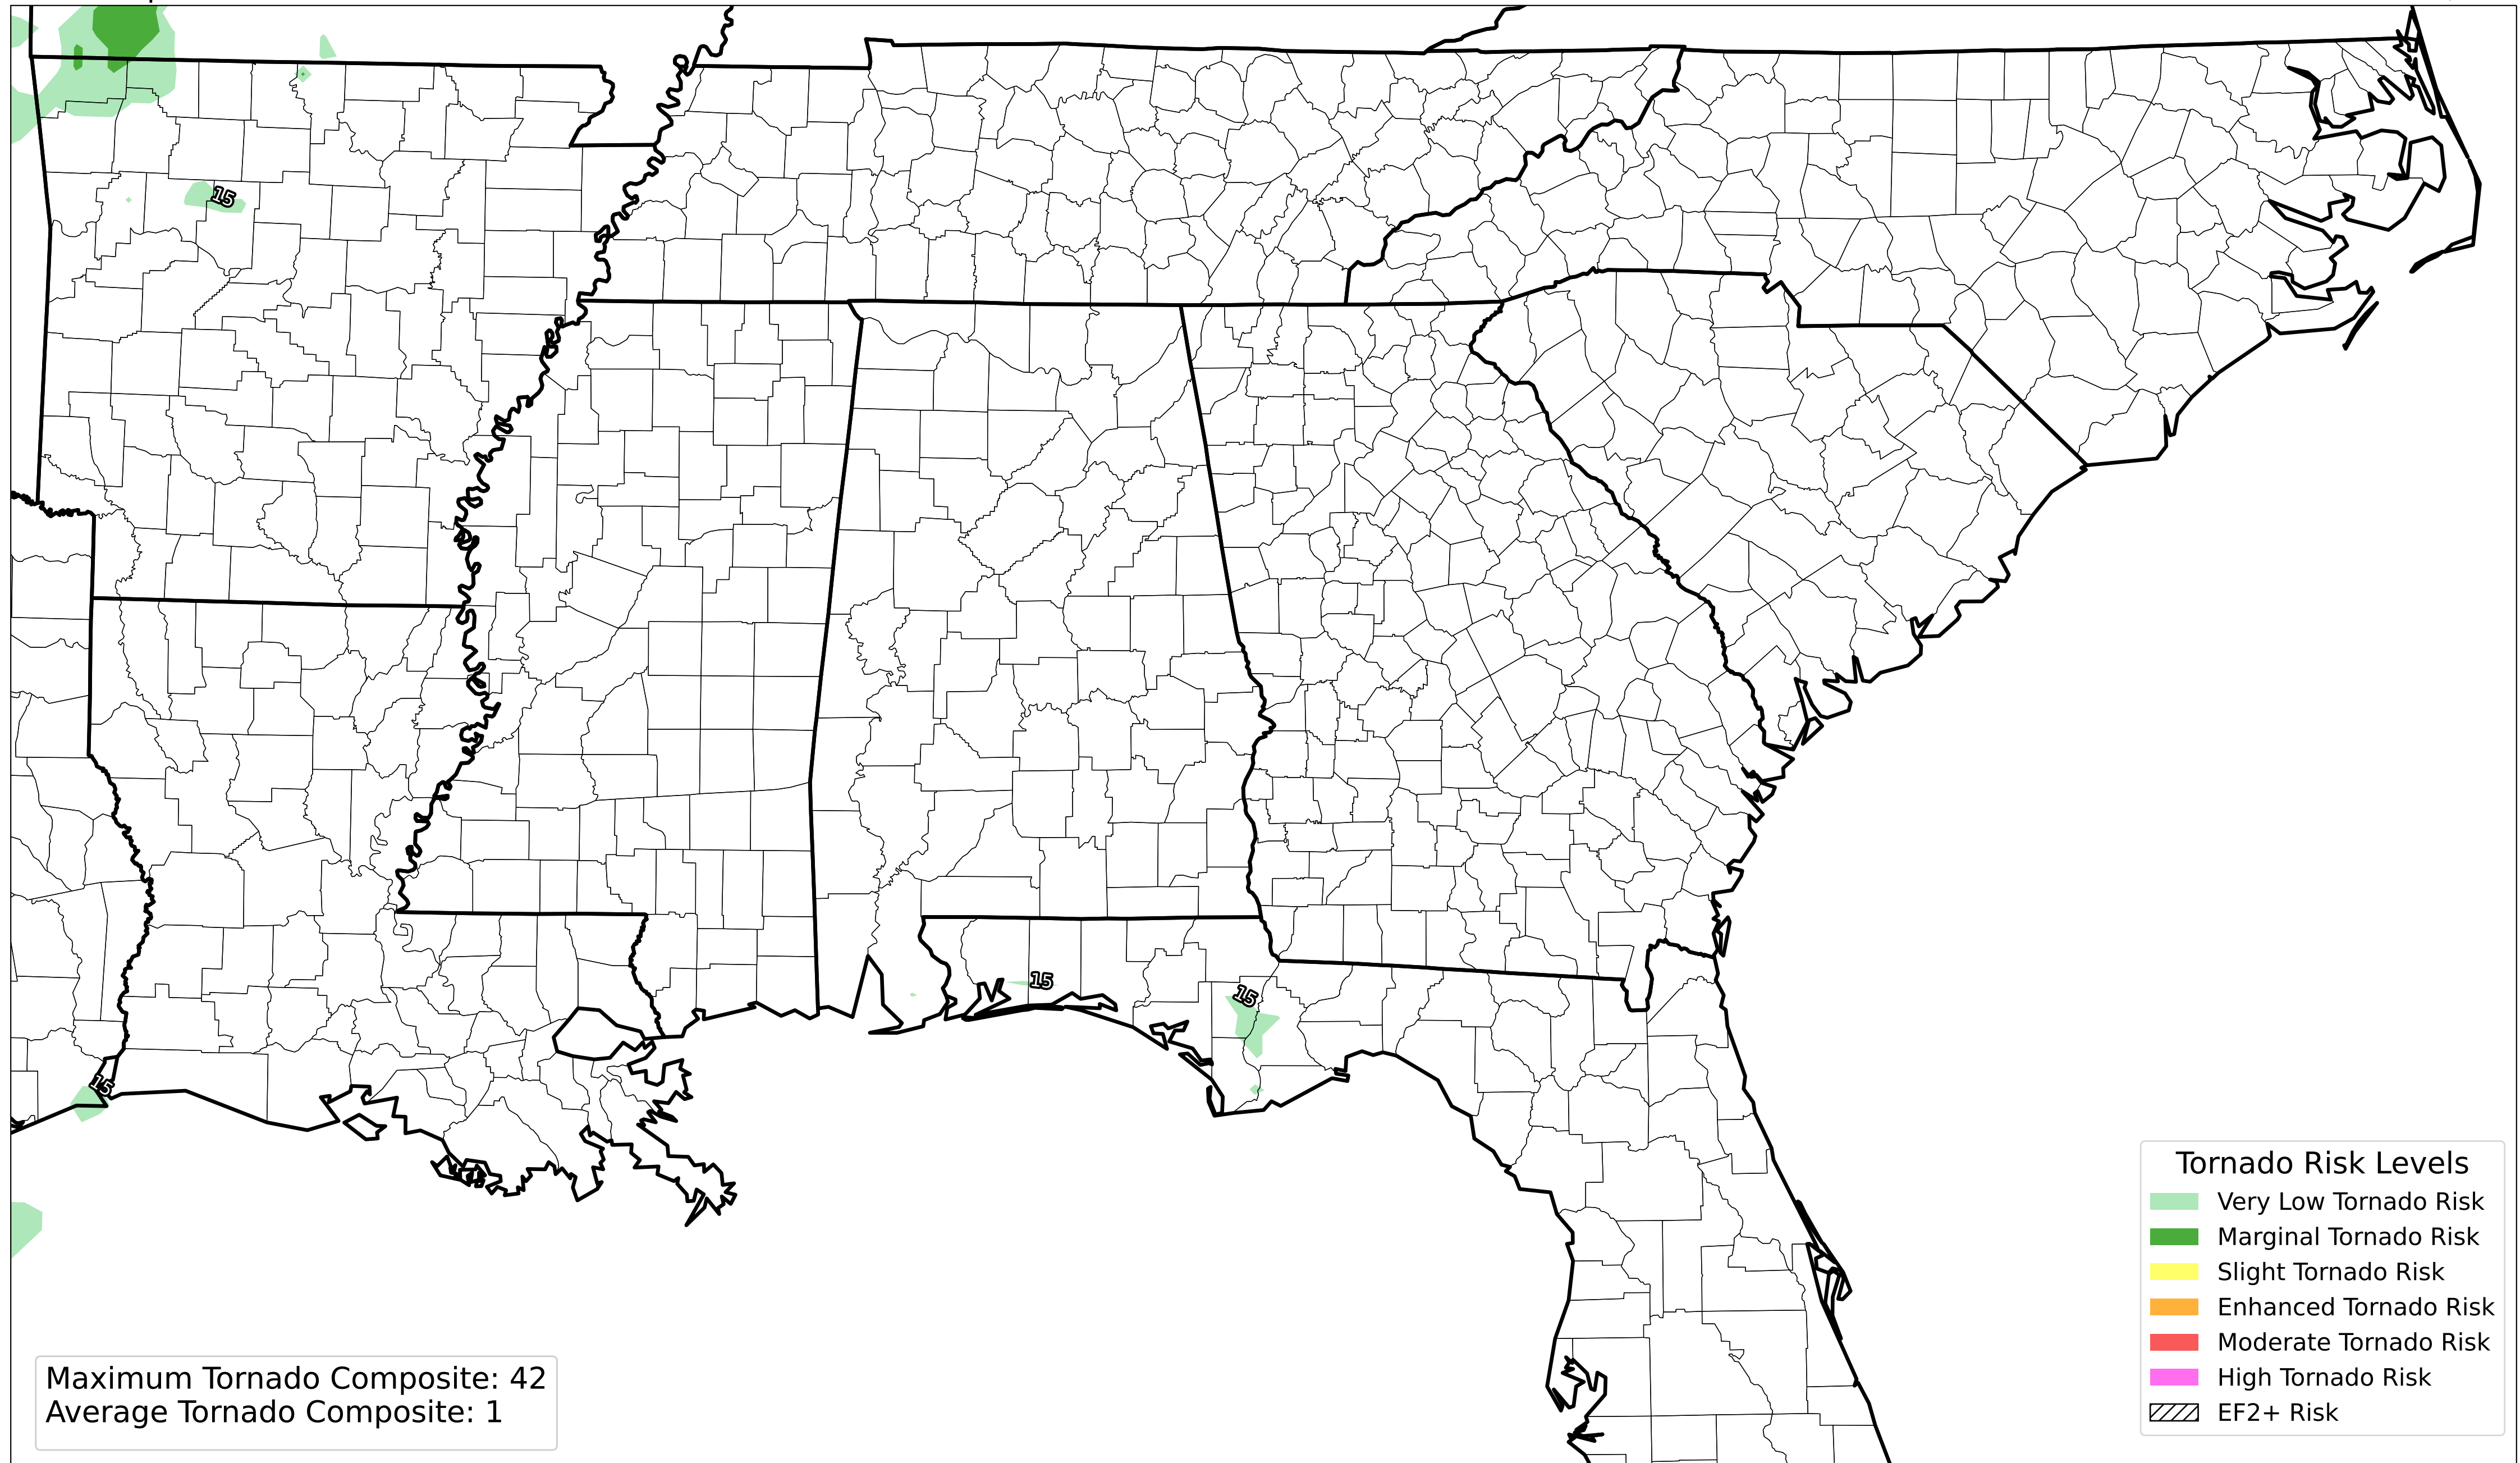 15
15
15
15
Tornado Risk Levels
Very Low Tornado Risk
Marginal Tornado Risk
Slight Tornado Risk
Enhanced Tornado Risk
Moderate Tornado Risk
High Tornado Risk
EF2+ Risk
Maximum Tornado Composite: 42
Average Tornado Composite: 1